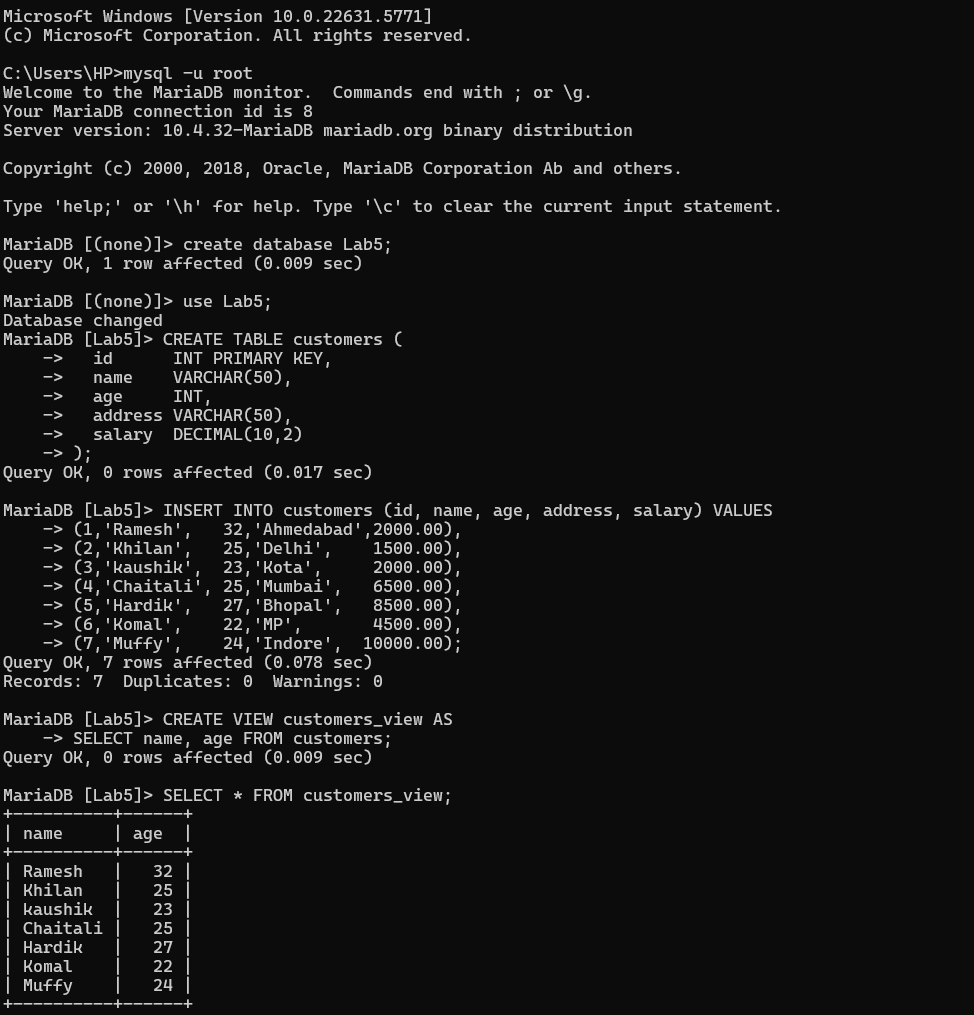 Microsoft Windows [Version 10.0.22631.5771]
(c) Microsoft Corporation. All rights reserved.

C:\Users\HP>mysql -u root
Welcome to the MariaDB monitor.  Commands end with ; or \g.
Your MariaDB connection id is 8
Server version: 10.4.32-MariaDB mariadb.org binary distribution

Copyright (c) 2000, 2018, Oracle, MariaDB Corporation Ab and others.

Type 'help;' or '\h' for help. Type '\c' to clear the current input statement.

MariaDB [(none)]> create database Lab5;
Query OK, 1 row affected (0.009 sec)

MariaDB [(none)]> use Lab5;
Database changed
MariaDB [Lab5]> CREATE TABLE customers (
    ->   id      INT PRIMARY KEY,
    ->   name    VARCHAR(50),
    ->   age     INT,
    ->   address VARCHAR(50),
    ->   salary  DECIMAL(10,2)
    -> );
Query OK, 0 rows affected (0.017 sec)

MariaDB [Lab5]> INSERT INTO customers (id, name, age, address, salary) VALUES
    -> (1,'Ramesh',   32,'Ahmedabad',2000.00),
    -> (2,'Khilan',   25,'Delhi',    1500.00),
    -> (3,'kaushik',  23,'Kota',     2000.00),
    -> (4,'Chaitali', 25,'Mumbai',   6500.00),
    -> (5,'Hardik',   27,'Bhopal',   8500.00),
    -> (6,'Komal',    22,'MP',       4500.00),
    -> (7,'Muffy',    24,'Indore',  10000.00);
Query OK, 7 rows affected (0.078 sec)
Records: 7  Duplicates: 0  Warnings: 0

MariaDB [Lab5]> CREATE VIEW customers_view AS
    -> SELECT name, age FROM customers;
Query OK, 0 rows affected (0.009 sec)

MariaDB [Lab5]> SELECT * FROM customers_view;
+----------+------+
| name     | age  |
+----------+------+
| Ramesh   |   32 |
| Khilan   |   25 |
| kaushik  |   23 |
| Chaitali |   25 |
| Hardik   |   27 |
| Komal    |   22 |
| Muffy    |   24 |
+----------+------+